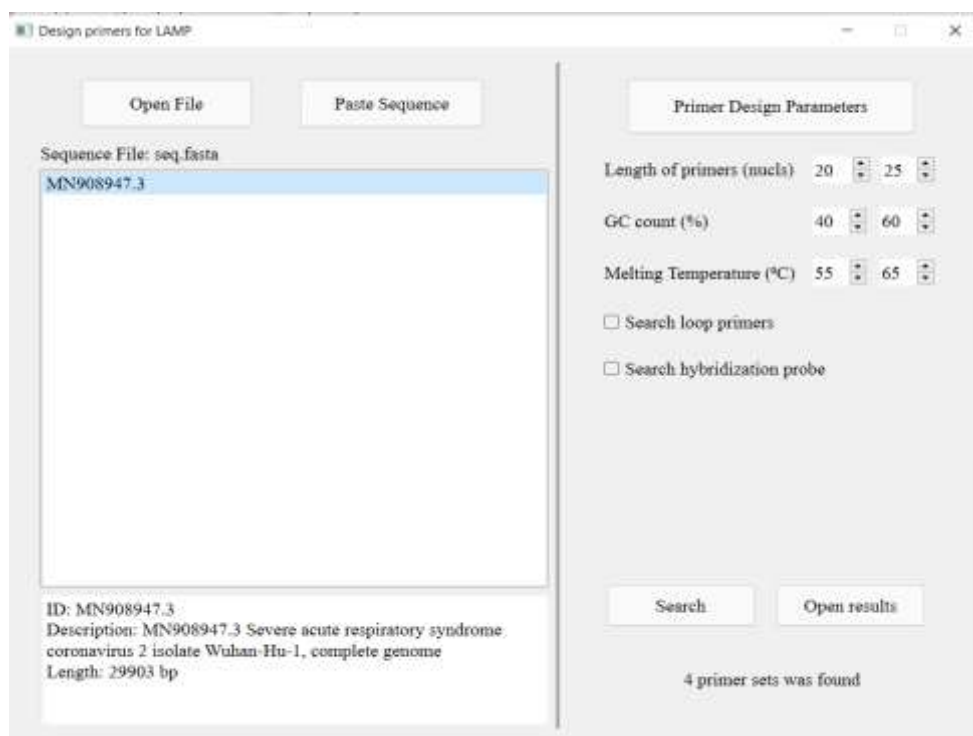 Design primers for LAMP
Open File
Paste Sequence
Sequence File: seq.fasta
MN908947.3
ID: MN908947.3
Description: MN908947.3 Severe acute respiratory syndrome
coronavirus 2 isolate Wuhan-Hu-1, complete genome
Length: 29903 bp
Primer Design Parameters
Length of primers (nucls) 20 25
GC count (%) 40 60
Melting Temperature (°C) 55 65
Search loop primers
Search hybridization probe
Search
Open results
4 primer sets was found